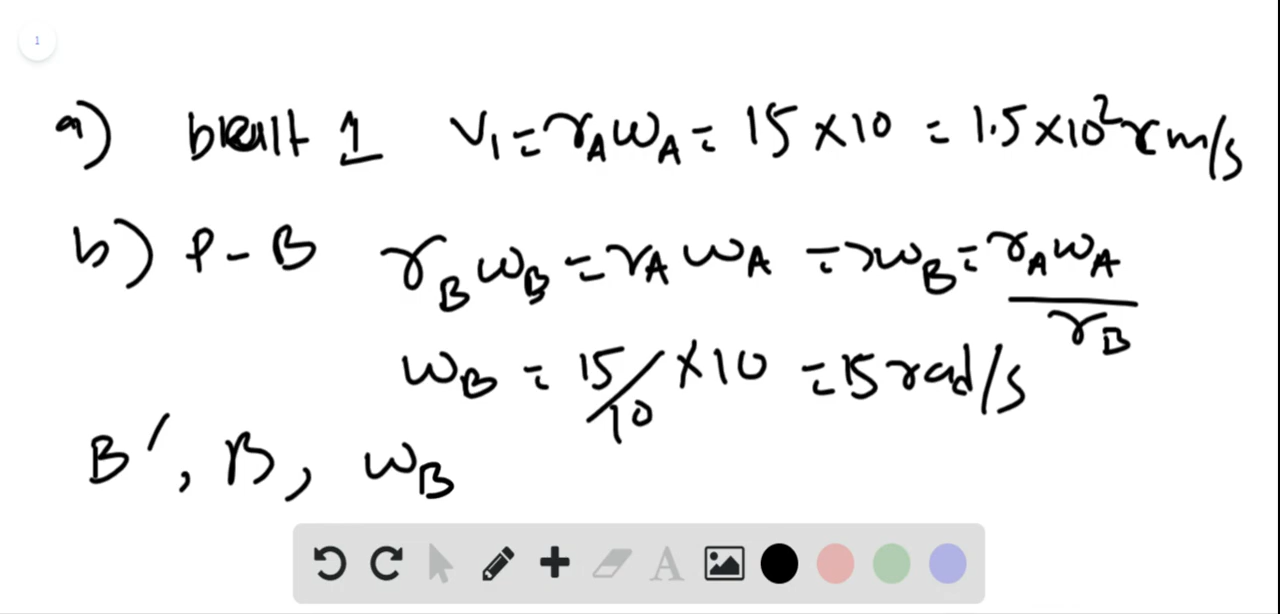 1
a) belt 1 V₁ = r_A ω_A = 15 × 10 = 1.5 × 10² cm/s
b) P - B r_B ω_B = r_A ω_A => ω_B = r_A ω_A / r_B
ω_B = 15/10 × 10 = 15 rad/s
B', B, ω_B
A